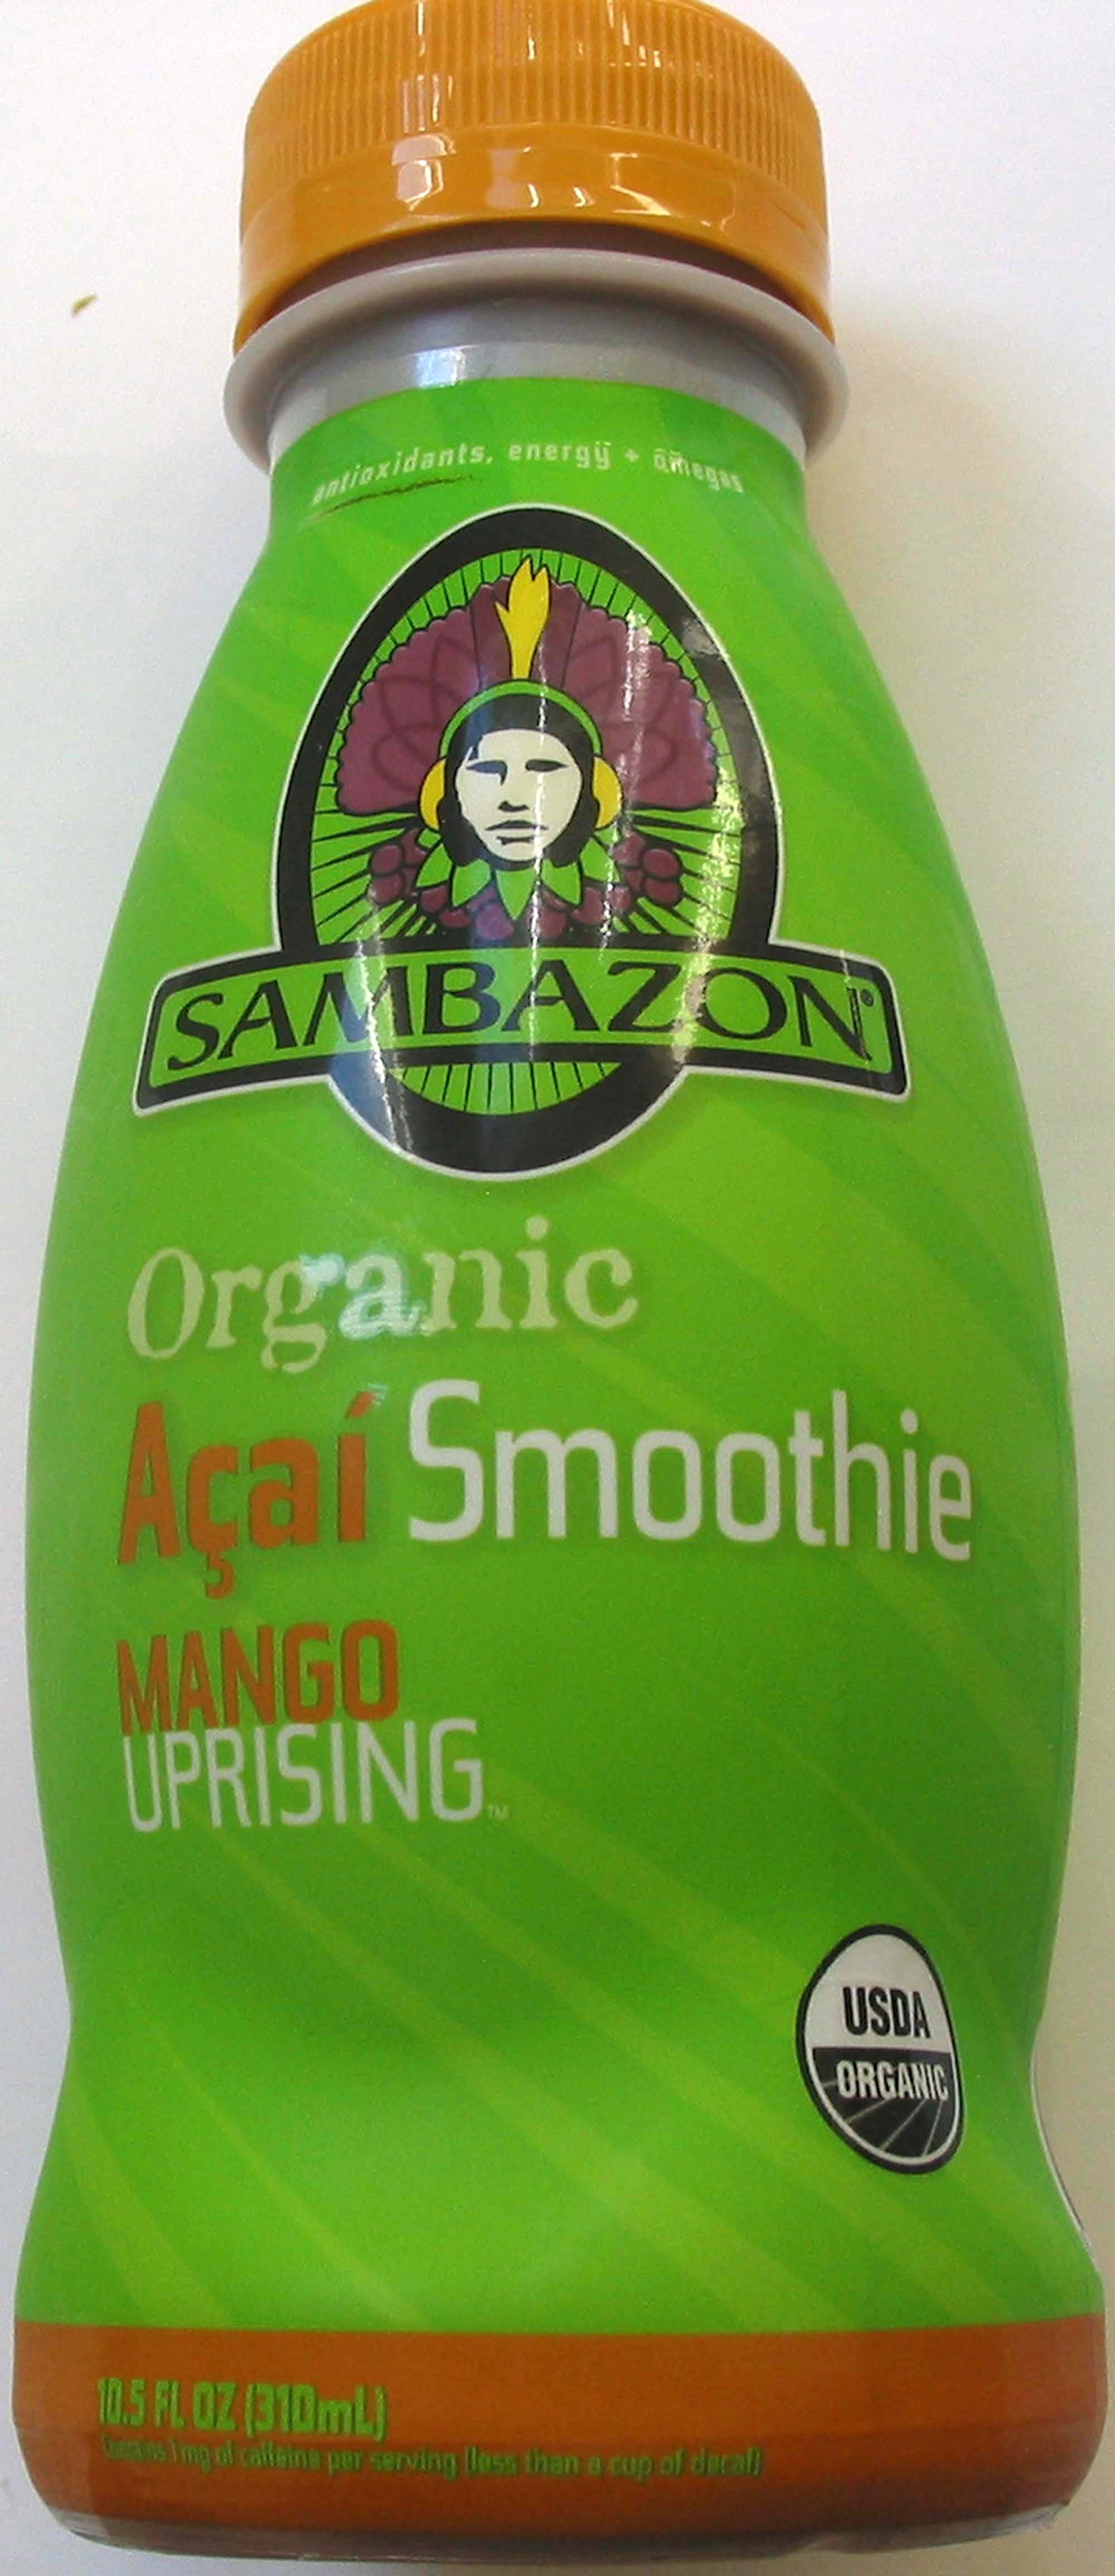 antioxidants, energy + omegas
SAMBAZON®
Organic
Açaí Smoothie
MANGO
UPRISING™
USDA
ORGANIC
10.5 FL OZ (310mL)
Contains 1mg of caffeine per serving (less than a cup of decaf)